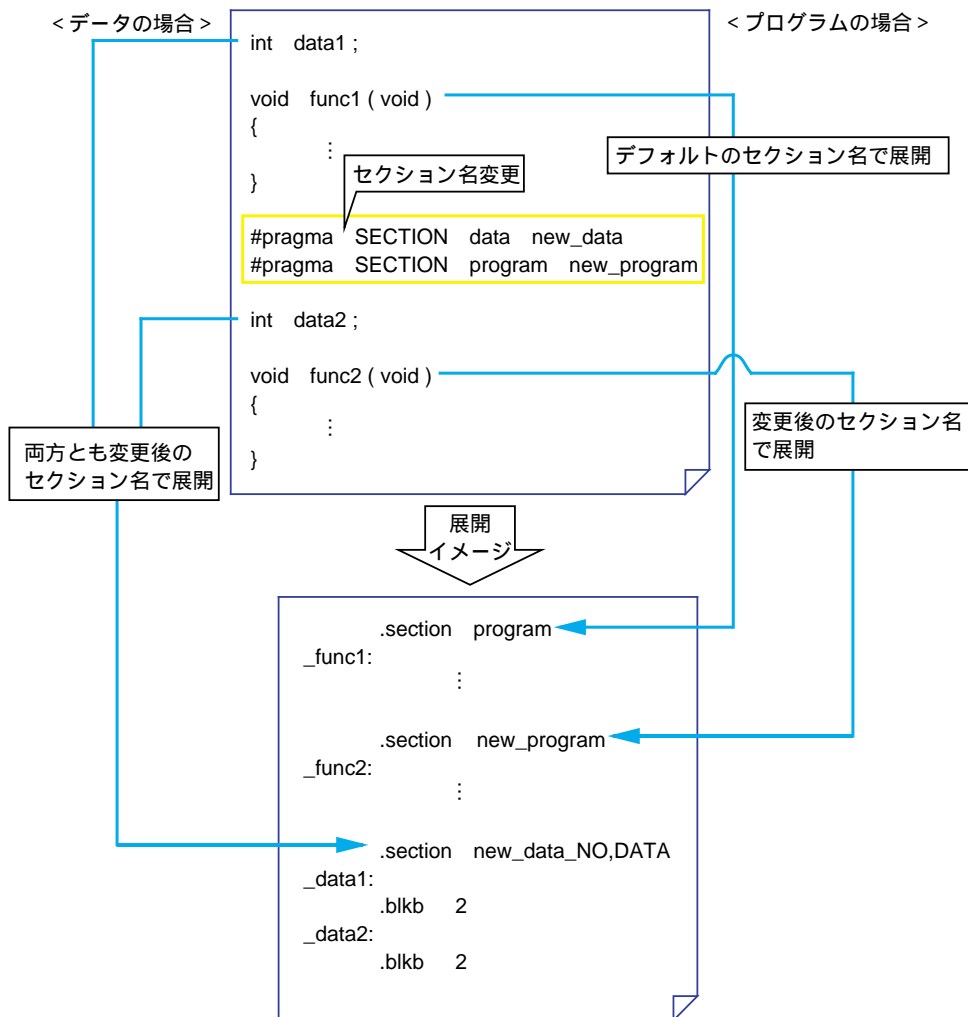 <データの場合>
<プログラムの場合>
int data1 ;
void func1 ( void )
{
⋮
}
デフォルトのセクション名で展開
セクション名変更
#pragma SECTION data new_data
#pragma SECTION program new_program
int data2 ;
void func2 ( void )
{
⋮
}
両方とも変更後の
セクション名で展開
変更後のセクション名
で展開
展開
イメージ
.section program
_func1:
⋮
.section new_program
_func2:
⋮
.section new_data_NO,DATA
_data1:
.blkb 2
_data2:
.blkb 2